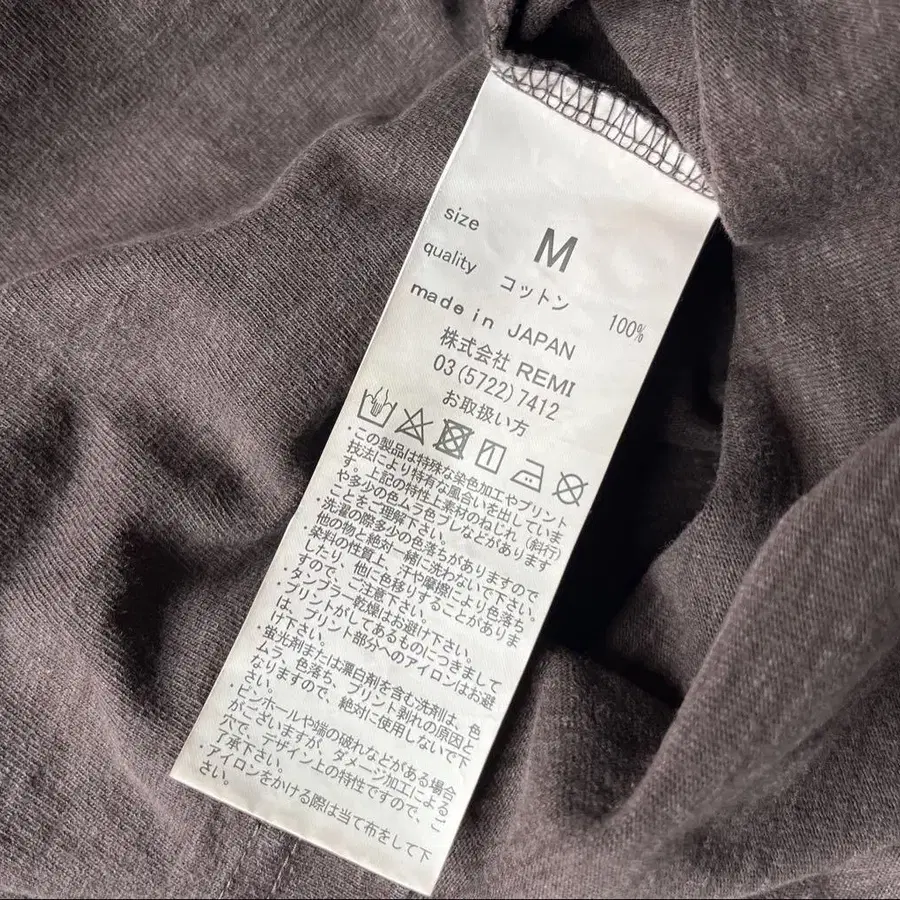 size M
quality コットン 100%
made in JAPAN
株式会社 REMI
03(5722)7412
お取扱い方
・この製品は特殊な染色加工やプリント
技法により特有な風合いを出していま
す。上記の特性上素材のねじれ（斜行）
や多少の色ムラ色ブレなどがあります
ことをご理解下さい。
・洗濯の際多少の色落ちがありますので
他の物と絶対一緒に洗わないで下さい。
・染料の性質上、汗や摩擦により色落ち
したり、他に色移りすることがありま
すので、ご注意下さい。
・タンブラー乾燥はお避け下さい。
・プリントがしてあるものにつきまして
は、プリント部分へのアイロンはお避
け下さい。
・蛍光剤または漂白剤を含む洗剤は、色
ムラ、色落ち、プリント剥れの原因と
なりますので、絶対に使用しないで下
さい。
・ピンホールや端の破れなどがある場合
がございますが、ダメージ加工によるご
穴で、デザイン上の特性ですので、ご
了承下さい。
・アイロンをかける際は当て布をして下
さい。